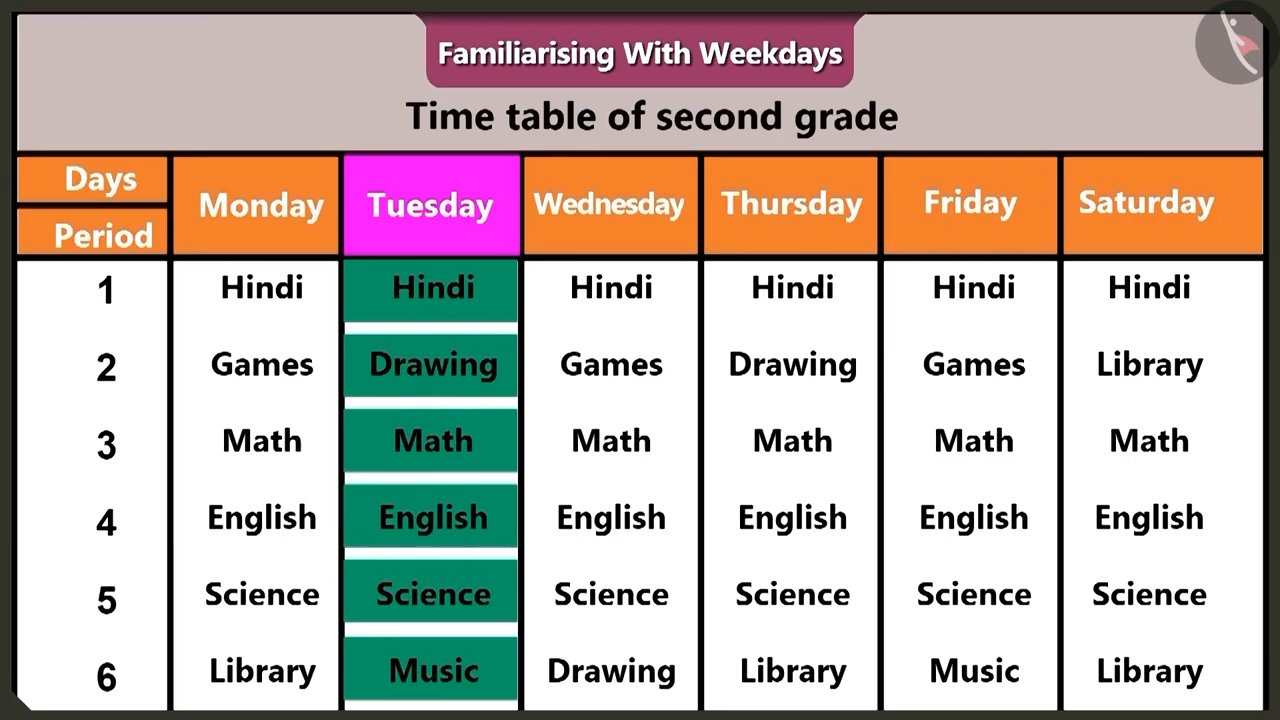 Familiarising With Weekdays
Time table of second grade
Days
Period Monday Tuesday Wednesday Thursday Friday Saturday
1 Hindi Hindi Hindi Hindi Hindi Hindi
2 Games Drawing Games Drawing Games Library
3 Math Math Math Math Math Math
4 English English English English English English
5 Science Science Science Science Science Science
6 Library Music Drawing Library Music Library